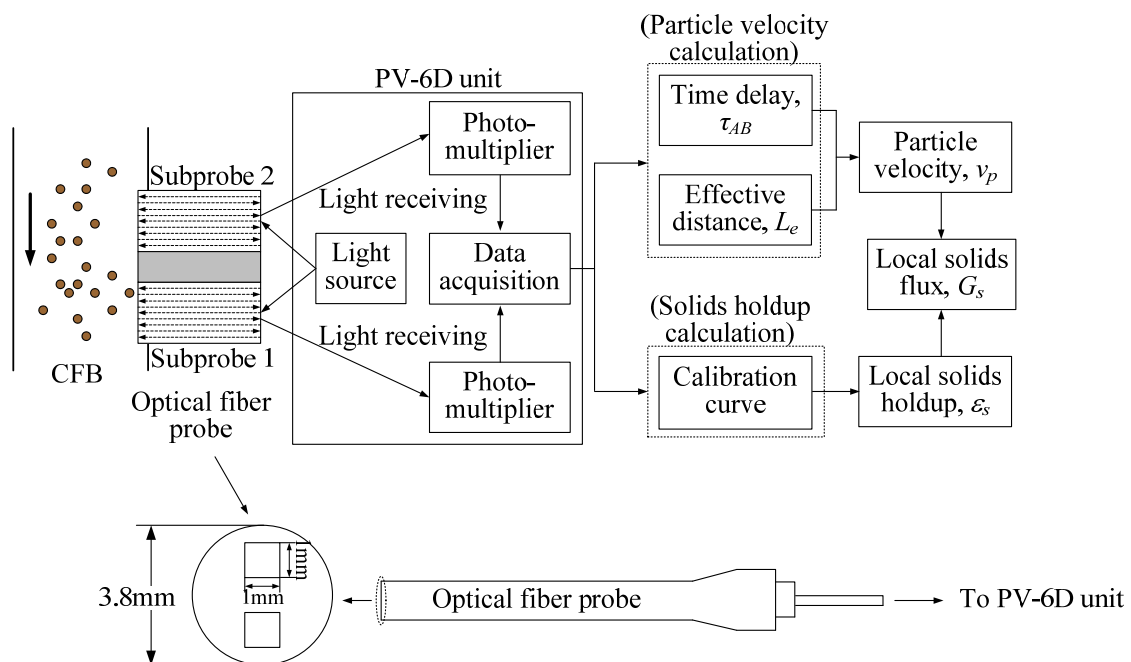 (Particle velocity
calculation)
PV-6D unit
Time delay,
τAB
Photo-
multiplier
Particle
velocity, vp
Subprobe 2
Light receiving
Effective
distance, Le
Light
source
Data
acquisition
Local solids
flux, Gs
(Solids holdup
calculation)
Light receiving
Subprobe 1
CFB
Photo-
multiplier
Calibration
curve
Local solids
holdup, εs
Optical fiber
probe
1mm
1mm
3.8mm
Optical fiber probe
To PV-6D unit